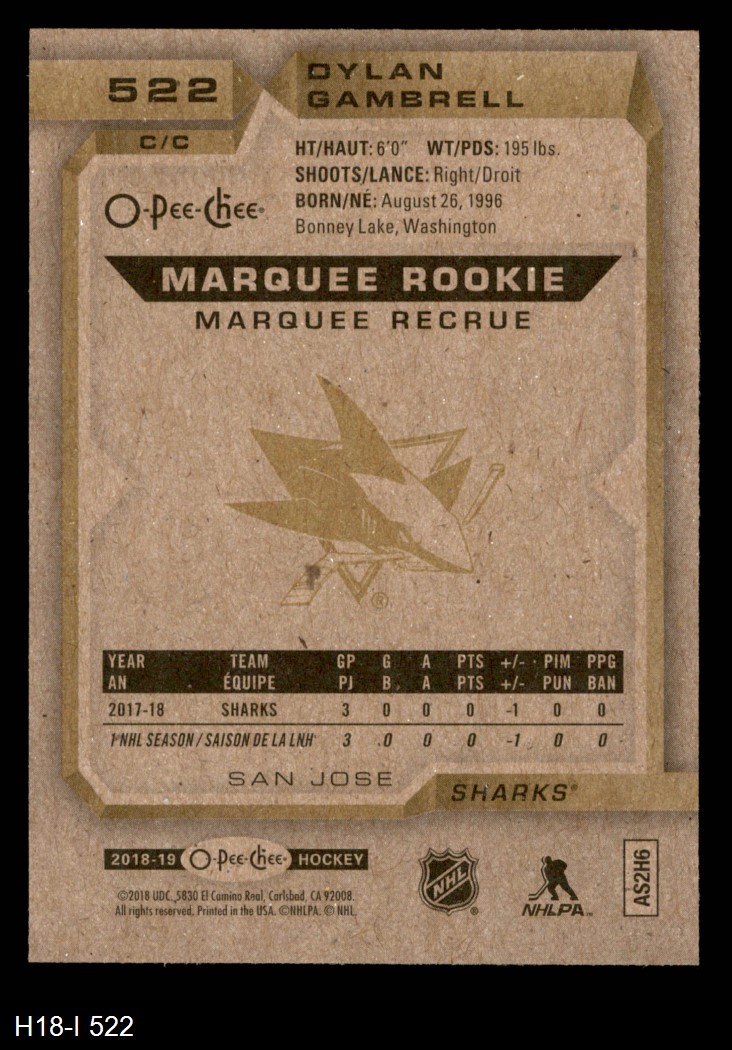 522
DYLAN
GAMBRELL
C/C
HT/HAUT: 6'0" WT/PDS: 195 lbs.
SHOOTS/LANCE: Right/Droit
BORN/NÉ: August 26, 1996
Bonney Lake, Washington
O-Pee-Chee®
MARQUEE ROOKIE
MARQUEE RECRUE
®
YEAR TEAM GP G A PTS +/- PIM PPG
AN ÉQUIPE PJ B A PTS +/- PUN BAN
2017-18 SHARKS 3 0 0 0 -1 0 0
1 NHL SEASON/SAISON DE LA LNH 3 0 0 0 -1 0 0
SAN JOSE
SHARKS®
2018-19 O-Pee-Chee® HOCKEY
NHL ®
NHLPA™
AS2H6
©2018 UDC, 5830 El Camino Real, Carlsbad, CA 92008.
All rights reserved. Printed in the USA. ©NHLPA. © NHL.
H18-I 522